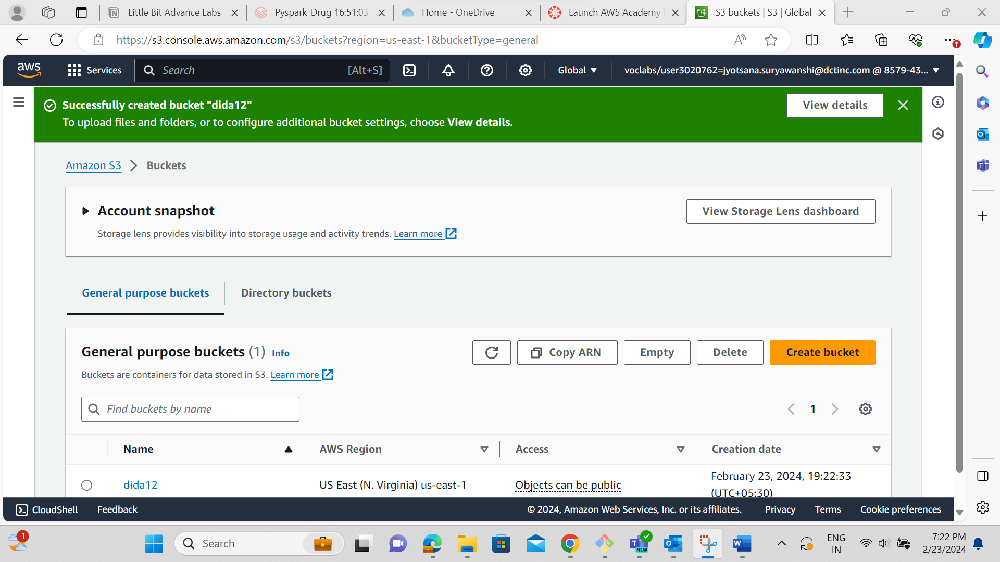 Little Bit Advance Labs
Pyspark_Drug 16:51:03
Home - OneDrive
Launch AWS Academy
S3 buckets | S3 | Global
https://s3.console.aws.amazon.com/s3/buckets?region=us-east-1&bucketType=general
aws
Services
Search
[Alt+S]
Global
voclabs/user3020762=jyotsana.suryawanshi@dctinc.com @ 8579-43...
Successfully created bucket "dida12"
To upload files and folders, or to configure additional bucket settings, choose View details.
View details
Amazon S3
Buckets
Account snapshot
View Storage Lens dashboard
Storage lens provides visibility into storage usage and activity trends. Learn more
General purpose buckets
Directory buckets
General purpose buckets (1) Info
Copy ARN
Empty
Delete
Create bucket
Buckets are containers for data stored in S3. Learn more
Find buckets by name
1
Name
AWS Region
Access
Creation date
dida12
US East (N. Virginia) us-east-1
Objects can be public
February 23, 2024, 19:22:33
(UTC+05:30)
CloudShell
Feedback
© 2024, Amazon Web Services, Inc. or its affiliates.
Privacy
Terms
Cookie preferences
1
Search
NEW
ENG
IN
7:22 PM
2/23/2024